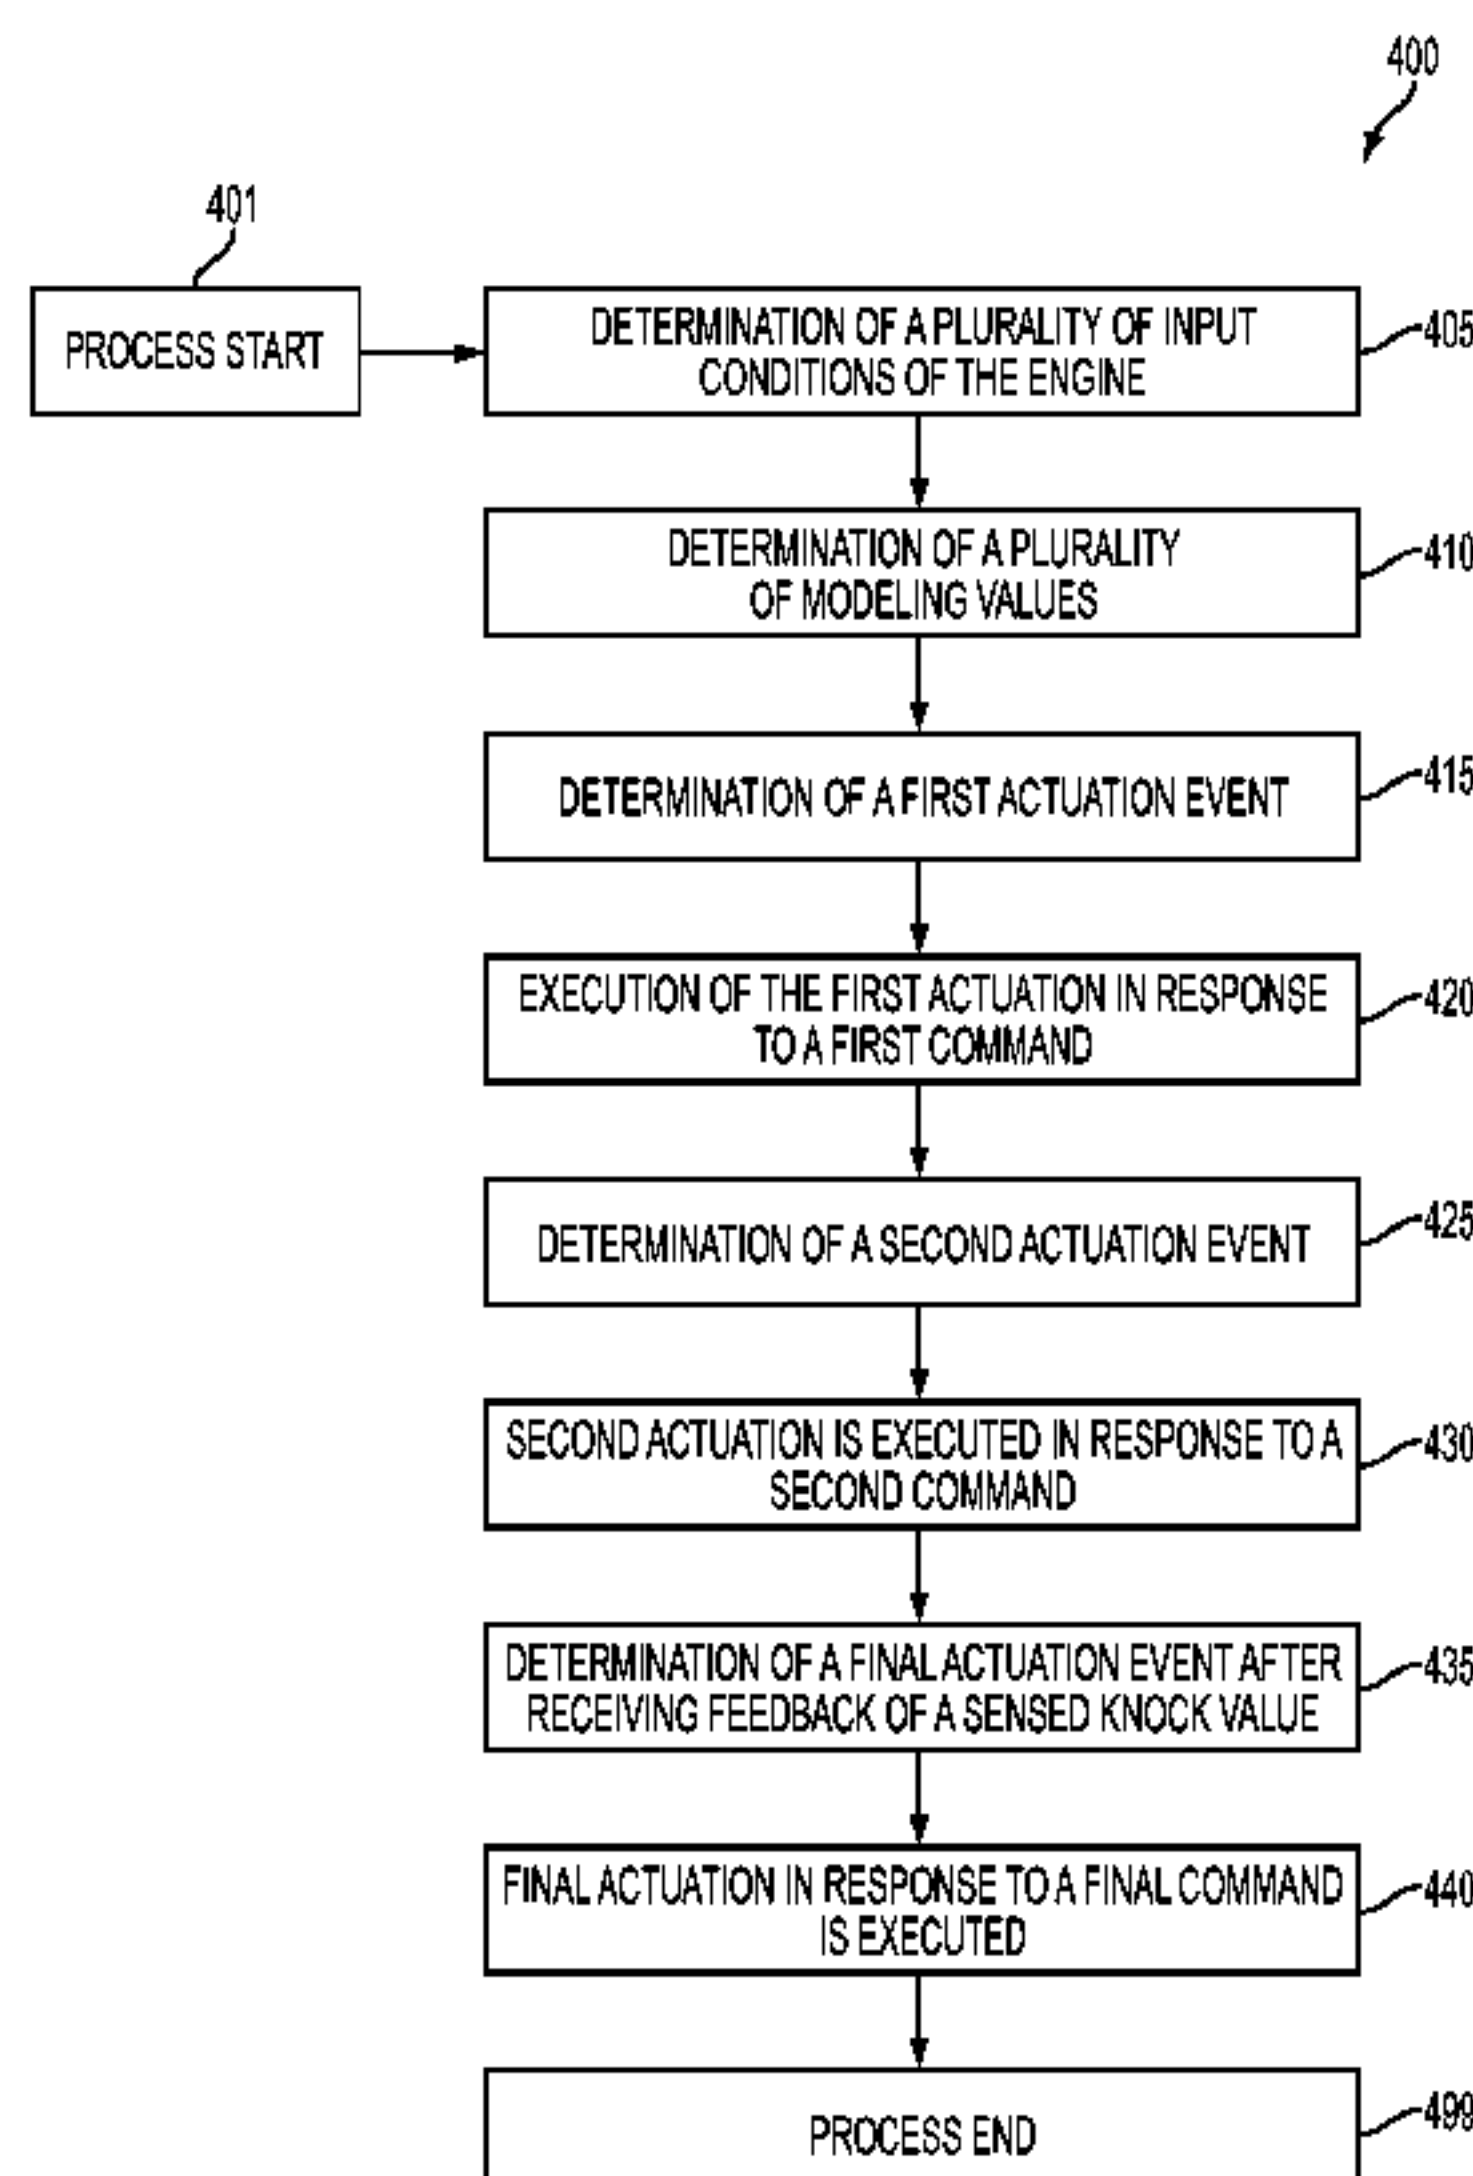 400
401
PROCESS START
DETERMINATION OF A PLURALITY OF INPUT
CONDITIONS OF THE ENGINE
405
DETERMINATION OF A PLURALITY
OF MODELING VALUES
410
DETERMINATION OF A FIRST ACTUATION EVENT
415
EXECUTION OF THE FIRST ACTUATION IN RESPONSE
TO A FIRST COMMAND
420
DETERMINATION OF A SECOND ACTUATION EVENT
425
SECOND ACTUATION IS EXECUTED IN RESPONSE TO A
SECOND COMMAND
430
DETERMINATION OF A FINAL ACTUATION EVENT AFTER
RECEIVING FEEDBACK OF A SENSED KNOCK VALUE
435
FINAL ACTUATION IN RESPONSE TO A FINAL COMMAND
IS EXECUTED
440
PROCESS END
499